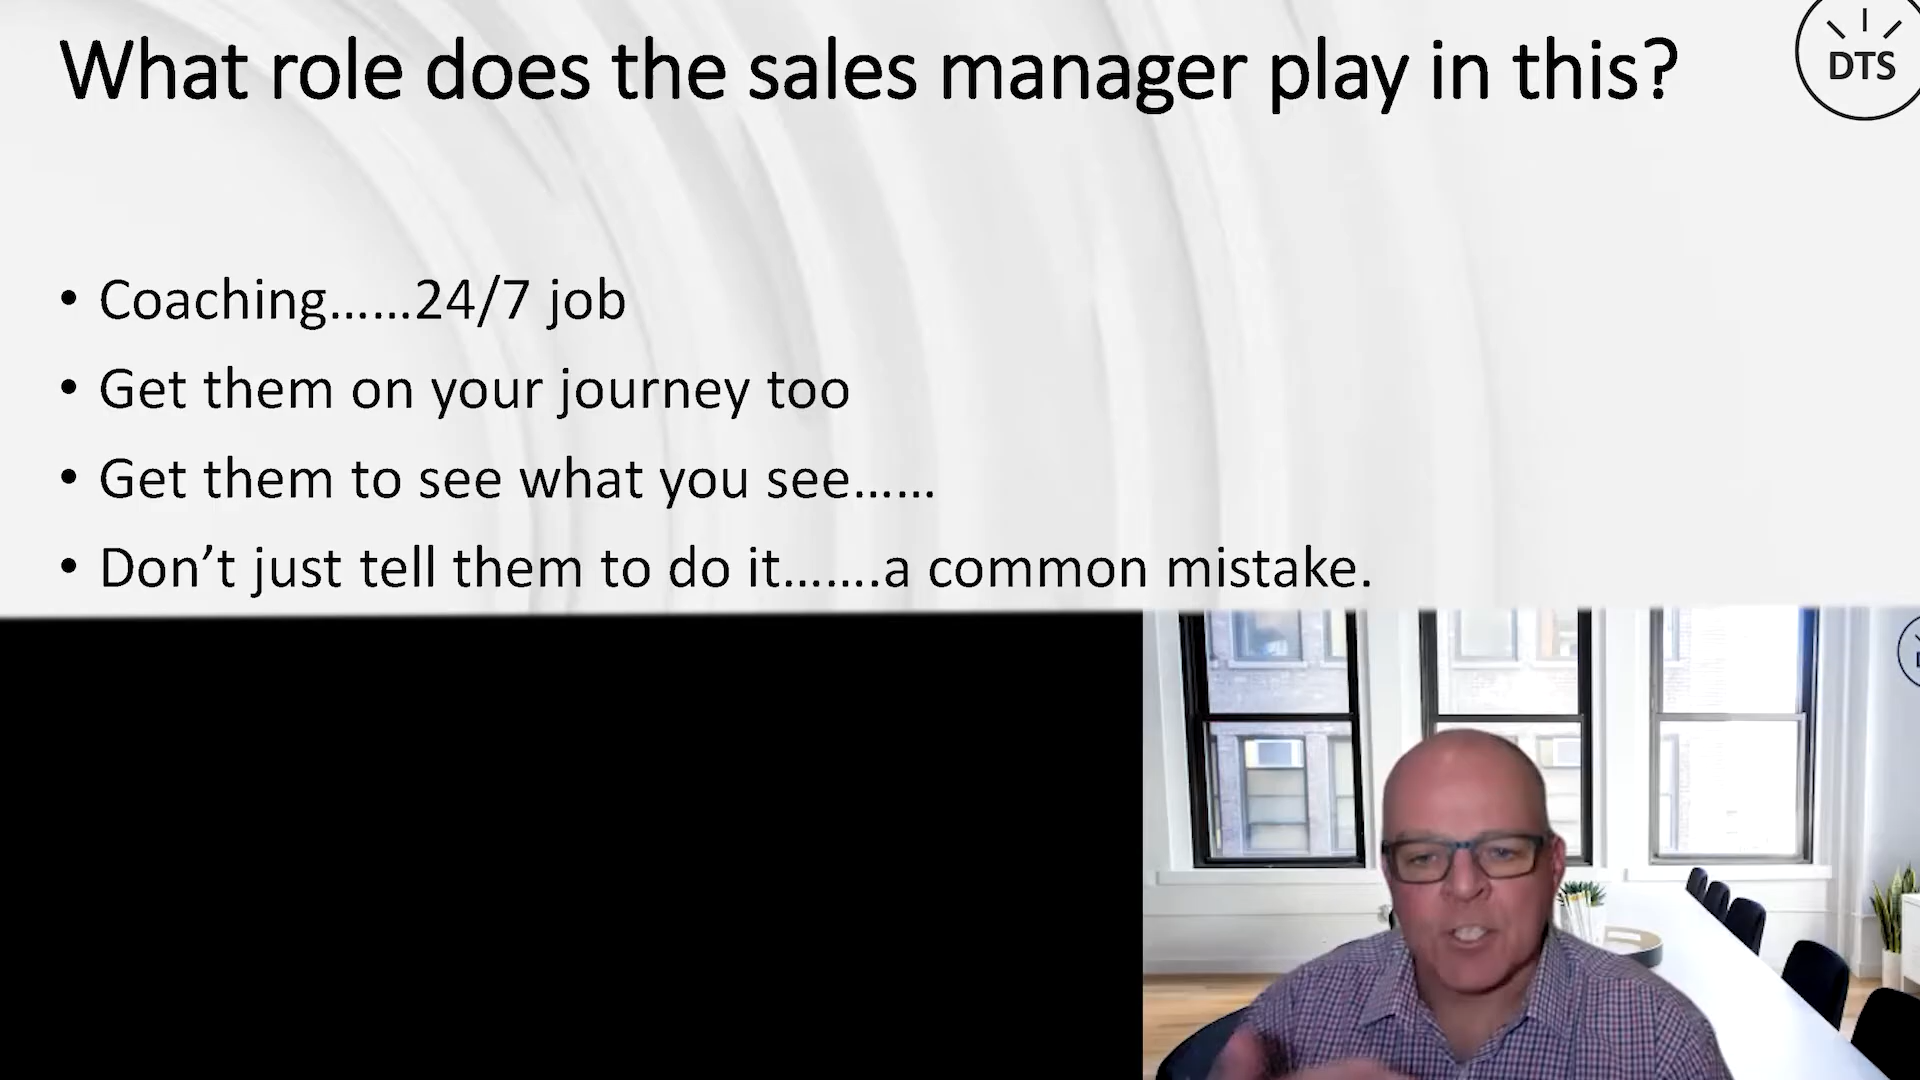 What role does the sales manager play in this?
DTS
• Coaching......24/7 job
• Get them on your journey too
• Get them to see what you see......
• Don’t just tell them to do it.......a common mistake.